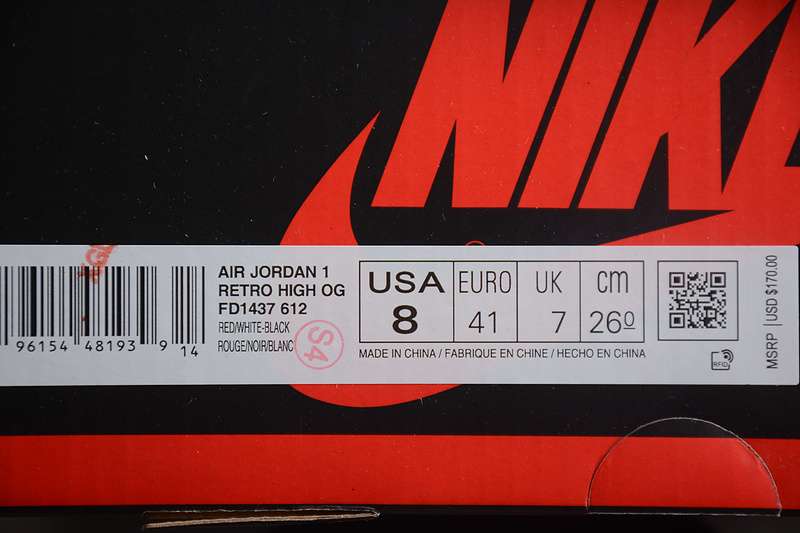 NIKE
AIR JORDAN 1
RETRO HIGH OG
FD1437 612
RED/WHITE-BLACK
ROUGE/NOIR/BLANC
S4
96154 48193 9 14
USA EURO UK cm
8 41 7 260
MADE IN CHINA / FABRIQUE EN CHINE / HECHO EN CHINA
RFID
MSRP | USD $170.00